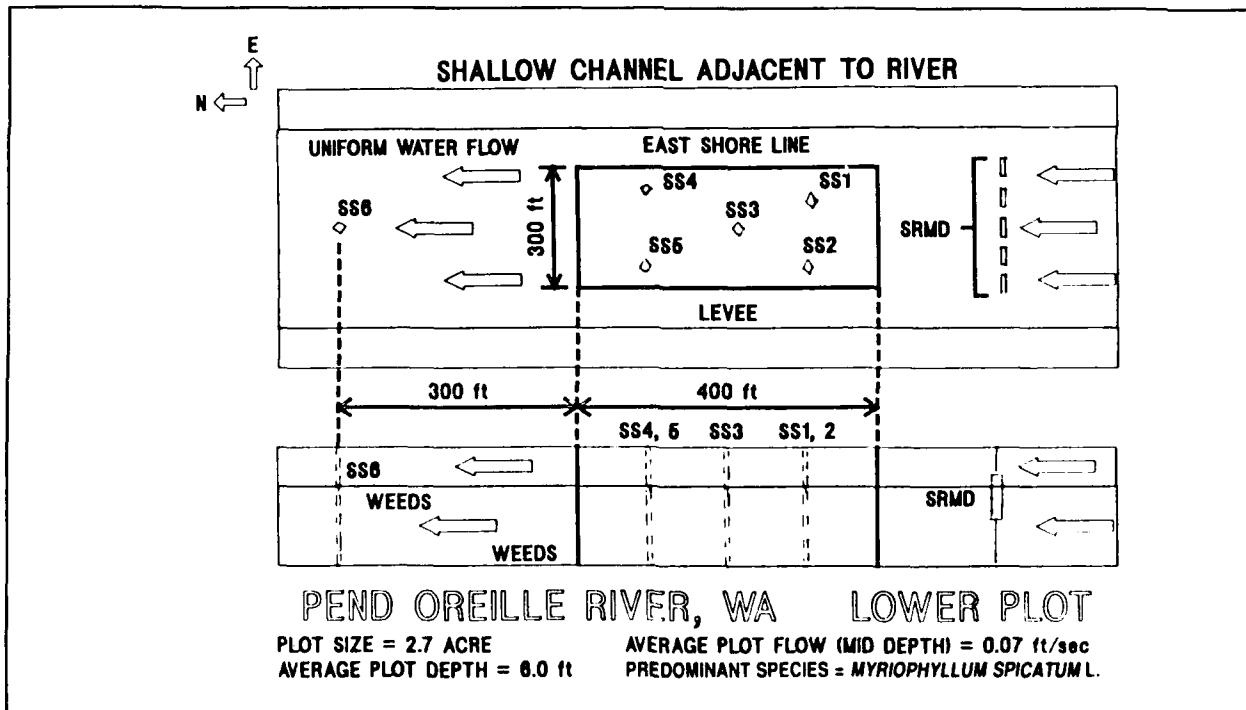 E
N
SHALLOW CHANNEL ADJACENT TO RIVER
UNIFORM WATER FLOW
EAST SHORE LINE
SS4
SS1
SS6
SS3
SRMD
300 ft
SS5
SS2
LEVEE
300 ft
400 ft
SS4, 5
SS3
SS1, 2
SS6
WEEDS
SRMD
WEEDS
PEND OREILLE RIVER, WA
LOWER PLOT
PLOT SIZE = 2.7 ACRE
AVERAGE PLOT FLOW (MID DEPTH) = 0.07 ft/sec
AVERAGE PLOT DEPTH = 6.0 ft
PREDOMINANT SPECIES = MYRIOPHYLLUM SPICATUM L.